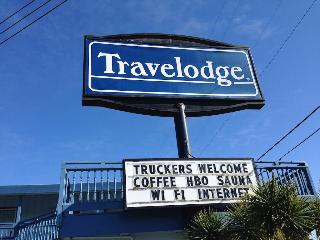 Travelodge
TRUCKERS WELCOME
COFFEE HBO SAUNA
WI FI INTERNET